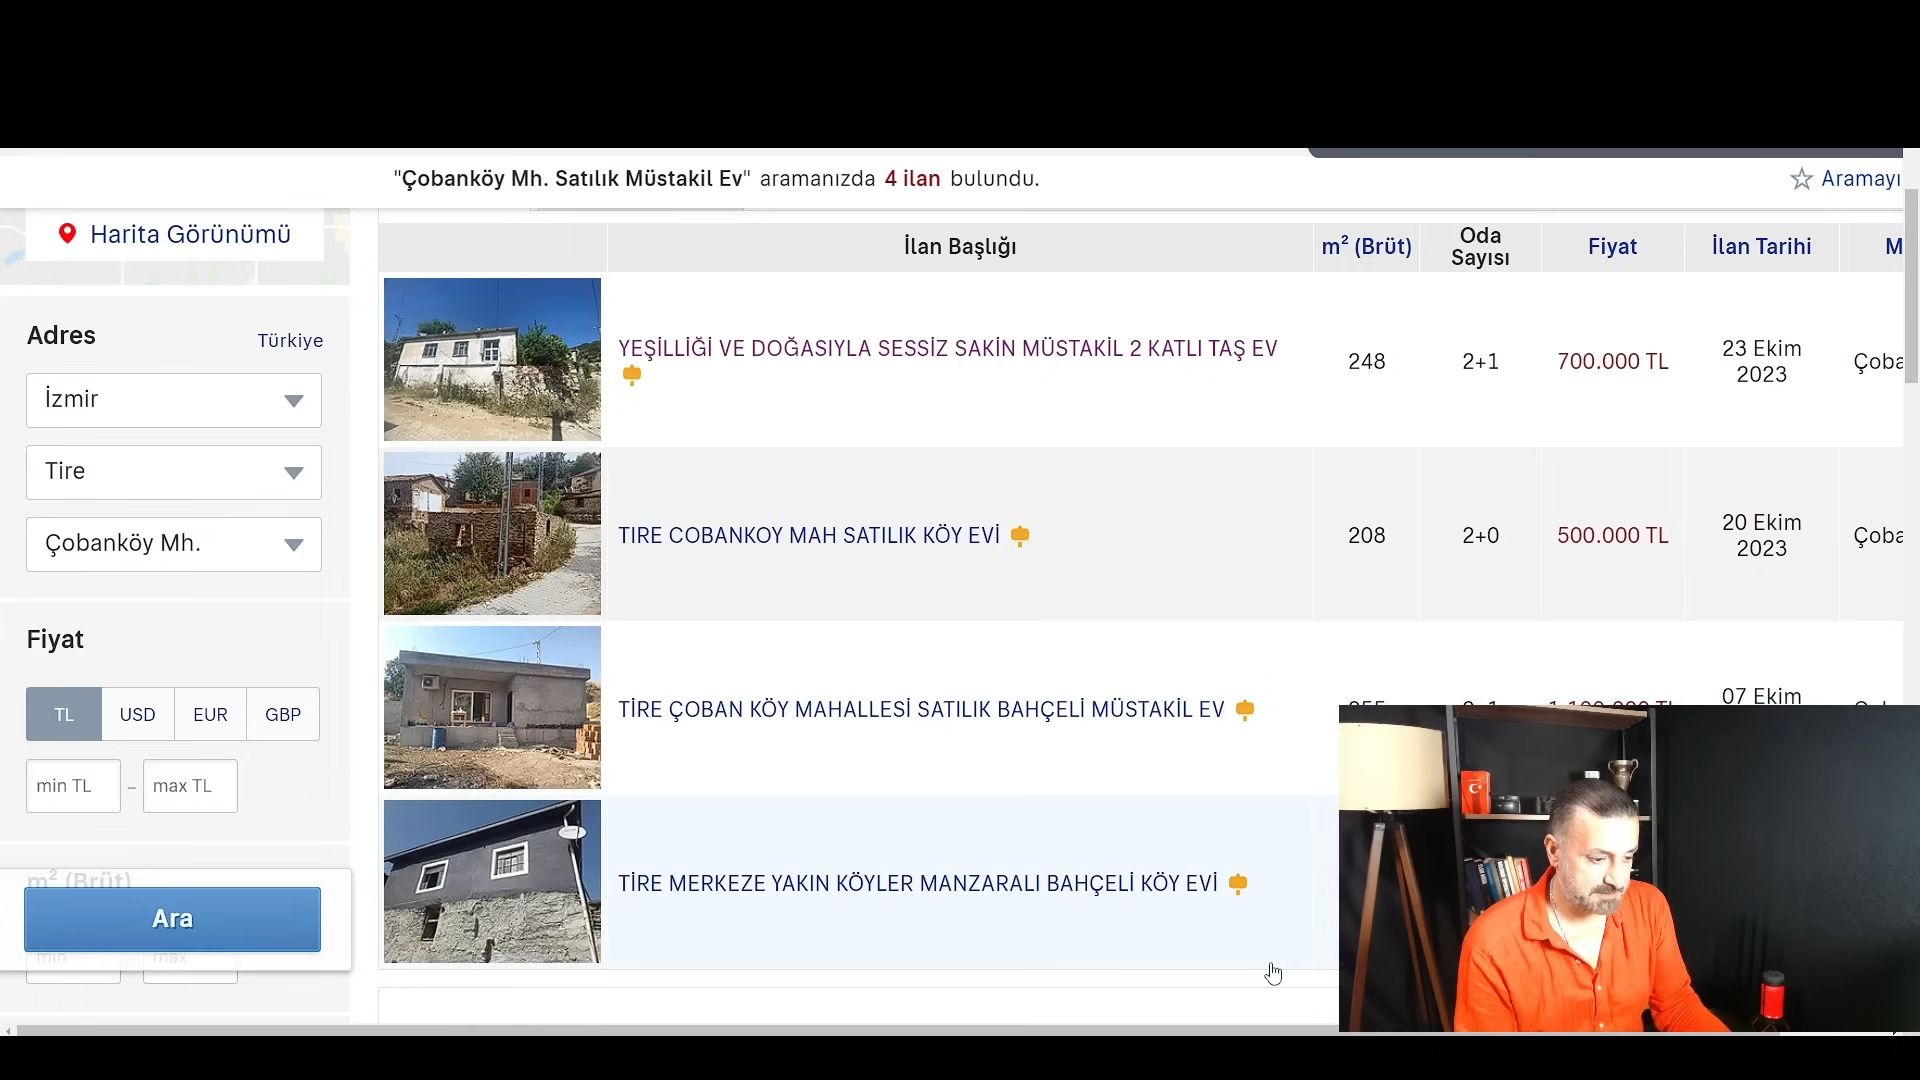 "Çobanköy Mh. Satılık Müstakil Ev" aramanızda 4 ilan bulundu.
Aramayı
Harita Görünümü
Adres
Türkiye
İzmir
Tire
Çobanköy Mh.
Fiyat
TL USD EUR GBP
min TL – max TL
m² (Brüt)
Ara
min max
İlan Başlığı m² (Brüt) Oda Sayısı Fiyat İlan Tarihi
YEŞİLLİĞİ VE DOĞASIYLA SESSİZ SAKİN MÜSTAKİL 2 KATLI TAŞ EV
248 2+1 700.000 TL 23 Ekim 2023
TIRE COBANKOY MAH SATILIK KÖY EVİ
208 2+0 500.000 TL 20 Ekim 2023
TİRE ÇOBAN KÖY MAHALLESİ SATILIK BAHÇELİ MÜSTAKİL EV
07 Ekim
TİRE MERKEZE YAKIN KÖYLER MANZARALI BAHÇELİ KÖY EVİ